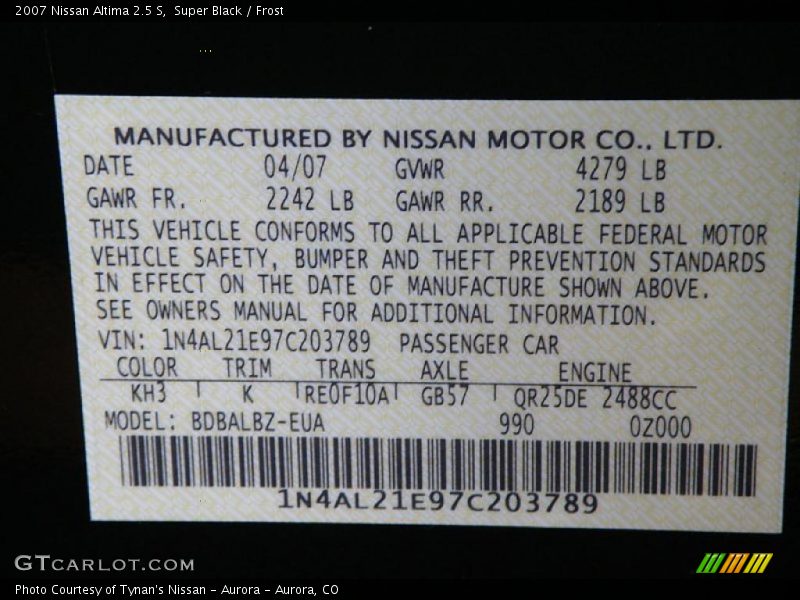 2007 Nissan Altima 2.5 S, Super Black / Frost
MANUFACTURED BY NISSAN MOTOR CO., LTD.
DATE 04/07 GVWR 4279 LB
GAWR FR. 2242 LB GAWR RR. 2189 LB
THIS VEHICLE CONFORMS TO ALL APPLICABLE FEDERAL MOTOR
VEHICLE SAFETY, BUMPER AND THEFT PREVENTION STANDARDS
IN EFFECT ON THE DATE OF MANUFACTURE SHOWN ABOVE.
SEE OWNERS MANUAL FOR ADDITIONAL INFORMATION.
VIN: 1N4AL21E97C203789 PASSENGER CAR
COLOR TRIM TRANS AXLE ENGINE
KH3 K RE0F10A GB57 QR25DE 2488CC
MODEL: BDBALBZ-EUA 990 0Z000
1N4AL21E97C203789
GTCARLOT.COM
Photo Courtesy of Tynan's Nissan - Aurora - Aurora, CO